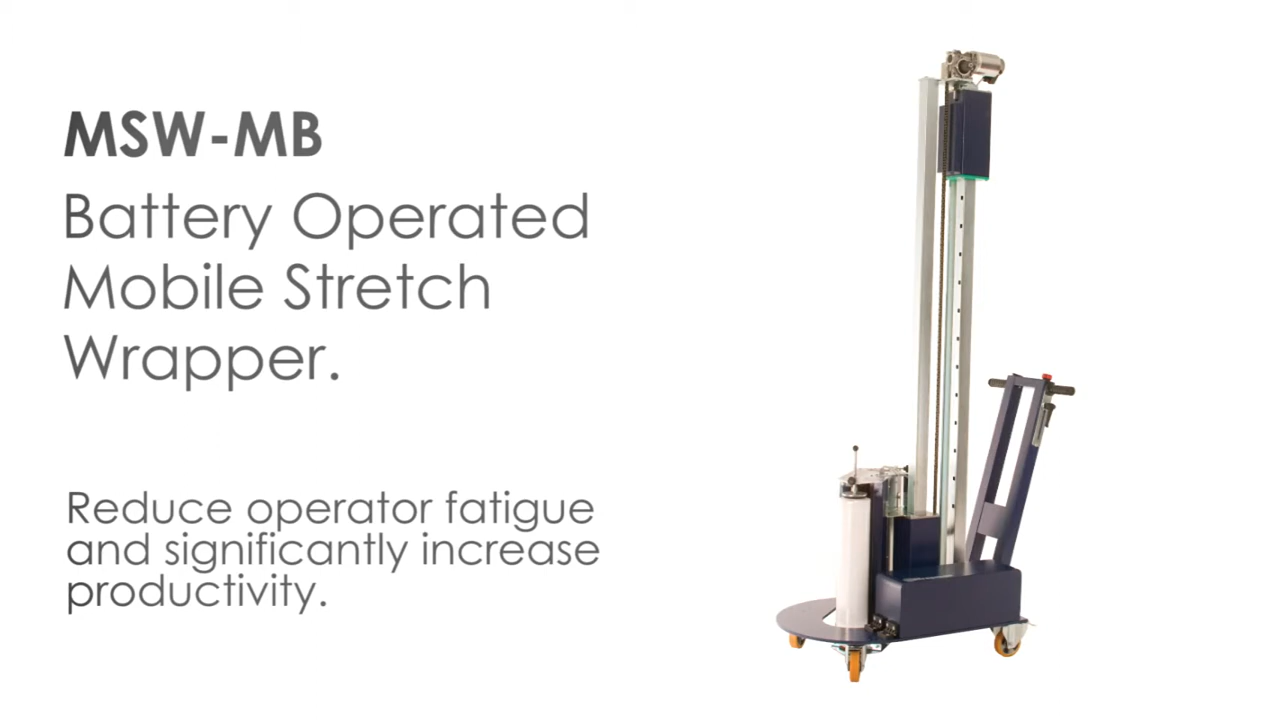 MSW-MB
Battery Operated
Mobile Stretch
Wrapper.
Reduce operator fatigue
and significantly increase
productivity.